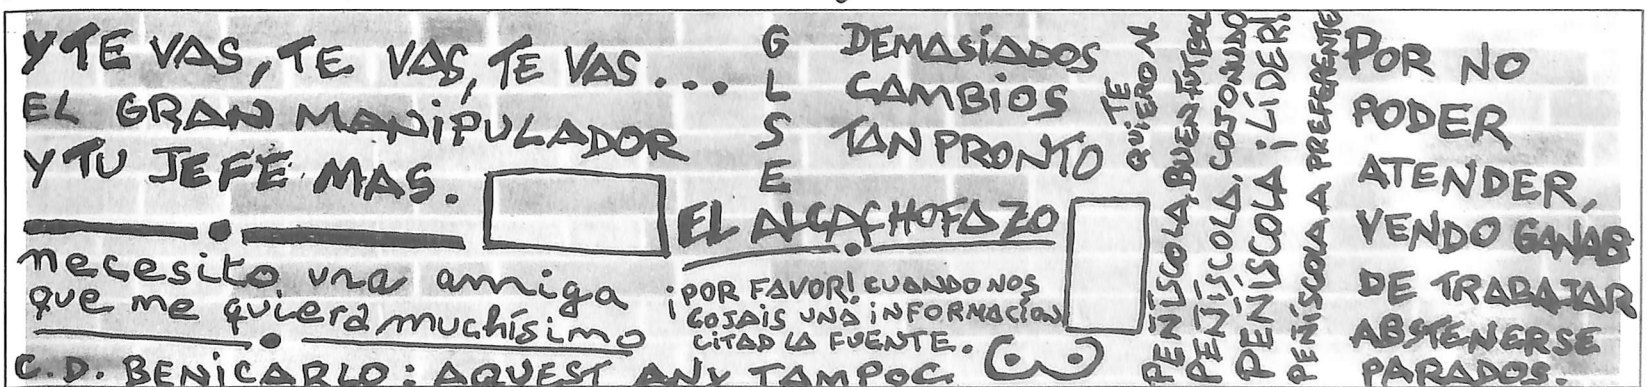 Y TE VAS, TE VAS, TE VAS...
EL GRAN MANIPULADOR
Y TU JEFE MAS.
necesito una amiga
que me quiera muchísimo
C.D. BENICARLO: AQUEST ANY TAMPOC.
GLSE
DEMASIADOS
CAMBIOS
TAN PRONTO
EL ALCACHOFAZO
¡POR FAVOR! CUANDO NOS
COJAIS UNA INFORMACION
CITAD LA FUENTE.
TE
QUIERO AL
PEÑISCOLA, BUEN FUTBOL
PEÑISCOLA, COJONUDO
PEÑISCOLA ¡LÍDER!
PEÑISCOLA A PREFERENTE
POR NO
PODER
ATENDER,
VENDO GANAS
DE TRABAJAR
ABSTENERSE
PARADOS